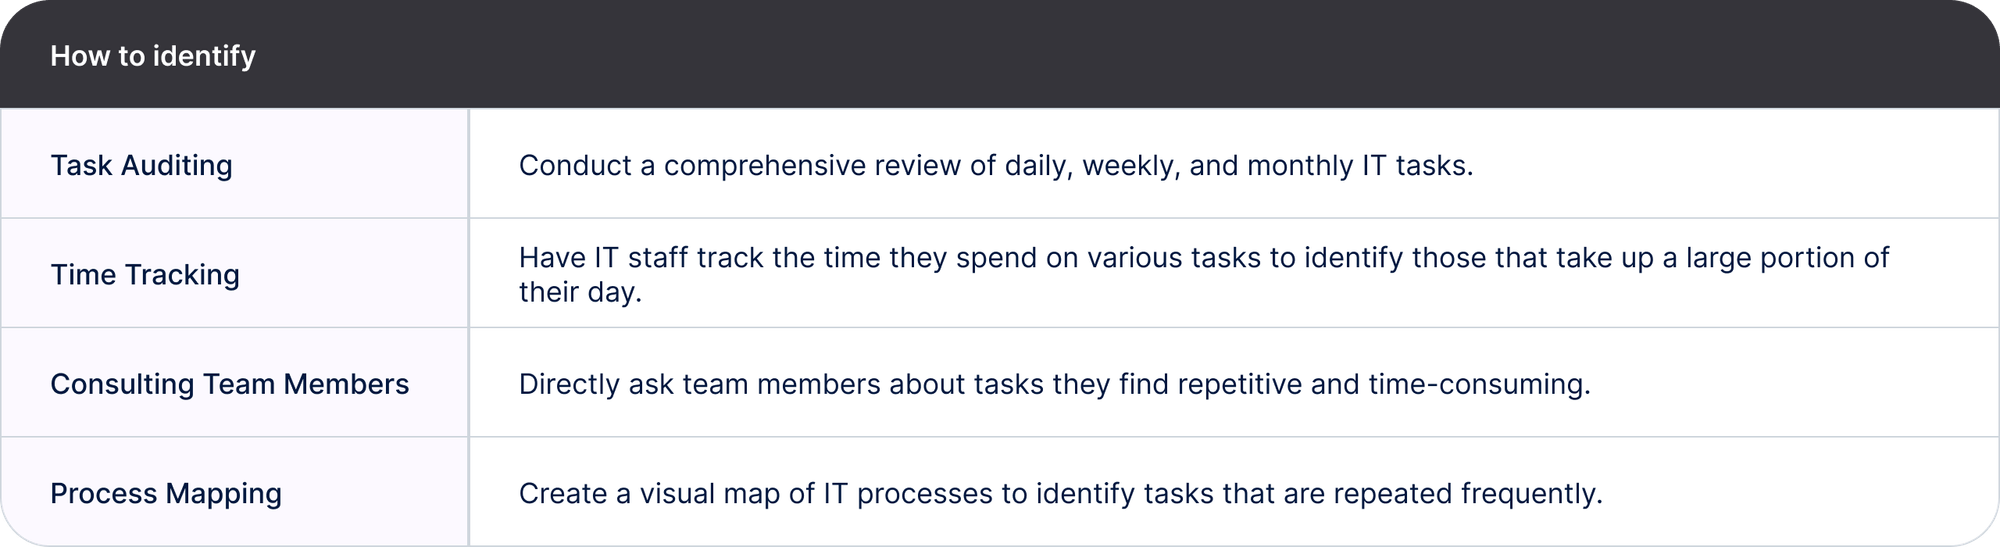 How to identify
Task Auditing
Conduct a comprehensive review of daily, weekly, and monthly IT tasks.
Time Tracking
Have IT staff track the time they spend on various tasks to identify those that take up a large portion of
their day.
Consulting Team Members
Directly ask team members about tasks they find repetitive and time-consuming.
Process Mapping
Create a visual map of IT processes to identify tasks that are repeated frequently.